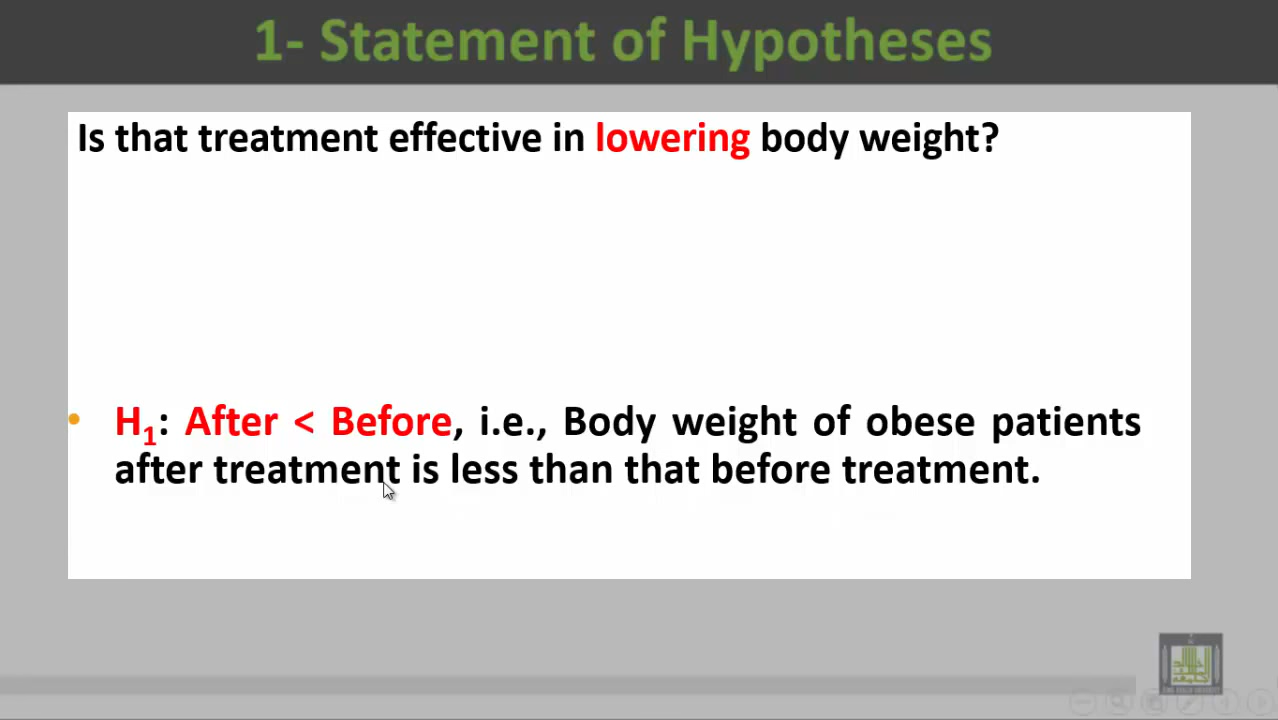 1- Statement of Hypotheses
Is that treatment effective in lowering body weight?
• H₁: After < Before, i.e., Body weight of obese patients
after treatment is less than that before treatment.